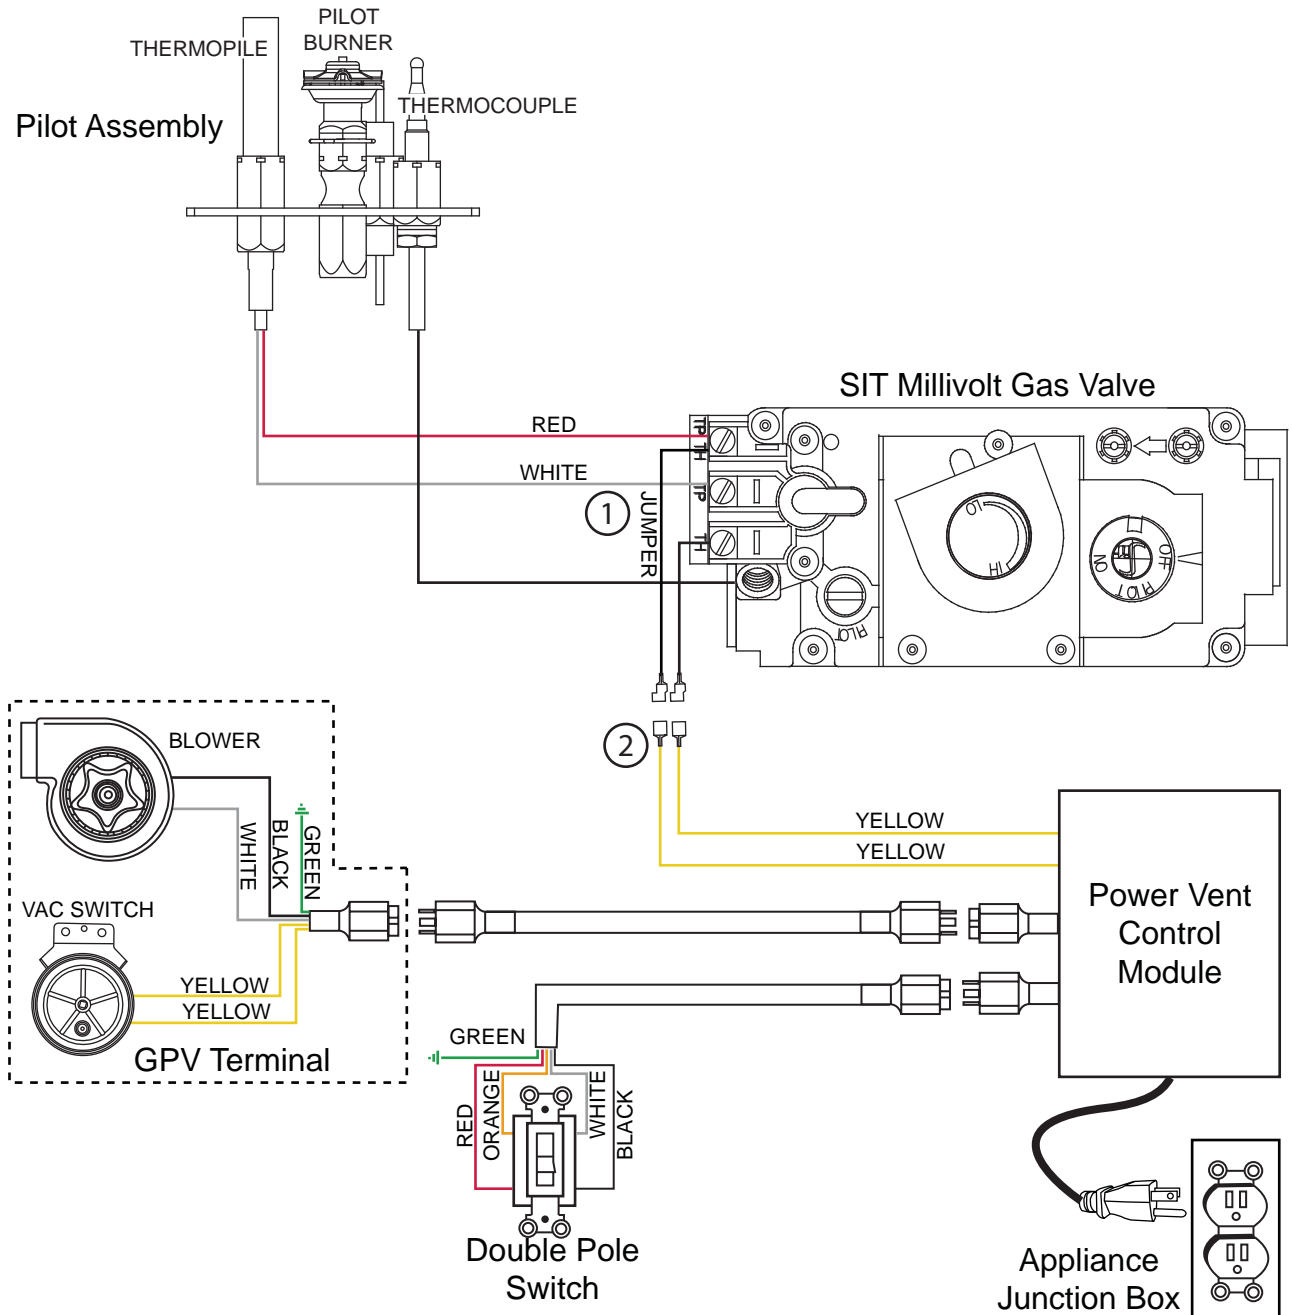 PILOT
BURNER
THERMOPILE
THERMOCOUPLE
Pilot Assembly
SIT Millivolt Gas Valve
RED
WHITE
1
JUMPER
TP
TH
TP
TH
LO
HI
PILOT
OFF
PILOT
ON
2
BLOWER
WHITE
BLACK
GREEN
VAC SWITCH
YELLOW
YELLOW
GPV Terminal
YELLOW
YELLOW
Power Vent
Control
Module
GREEN
RED
ORANGE
WHITE
BLACK
Double Pole
Switch
Appliance
Junction Box